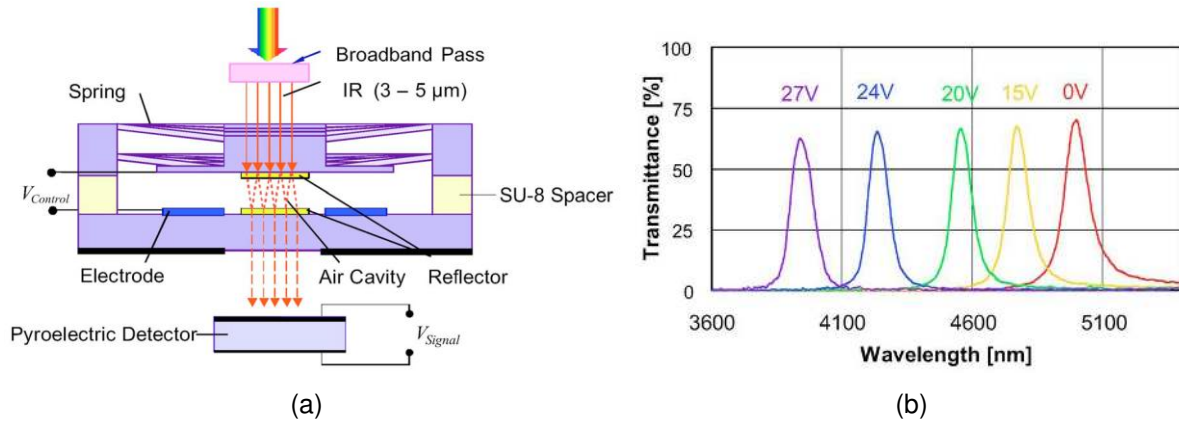 Broadband Pass
IR (3 – 5 µm)
Spring
V_Control
SU-8 Spacer
Electrode
Air Cavity
Reflector
Pyroelectric Detector
V_Signal
(a)
100
75
50
25
0
Transmittance [%]
27V
24V
20V
15V
0V
3600
4100
4600
5100
Wavelength [nm]
(b)